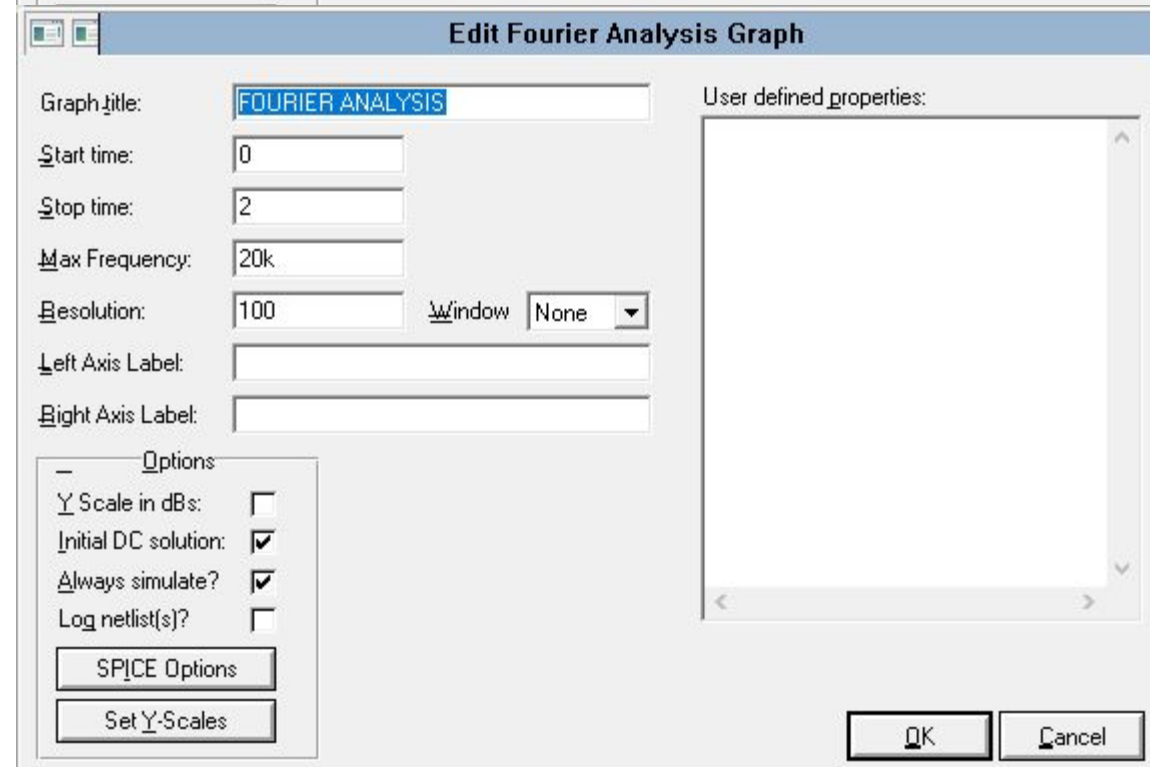 Edit Fourier Analysis Graph
Graph title: FOURIER ANALYSIS
User defined properties:
Start time: 0
Stop time: 2
Max Frequency: 20k
Resolution: 100 Window None
Left Axis Label:
Right Axis Label:
Options
Y Scale in dBs:
Initial DC solution:
Always simulate?
Log netlist(s)?
SPICE Options
Set Y-Scales
OK Cancel